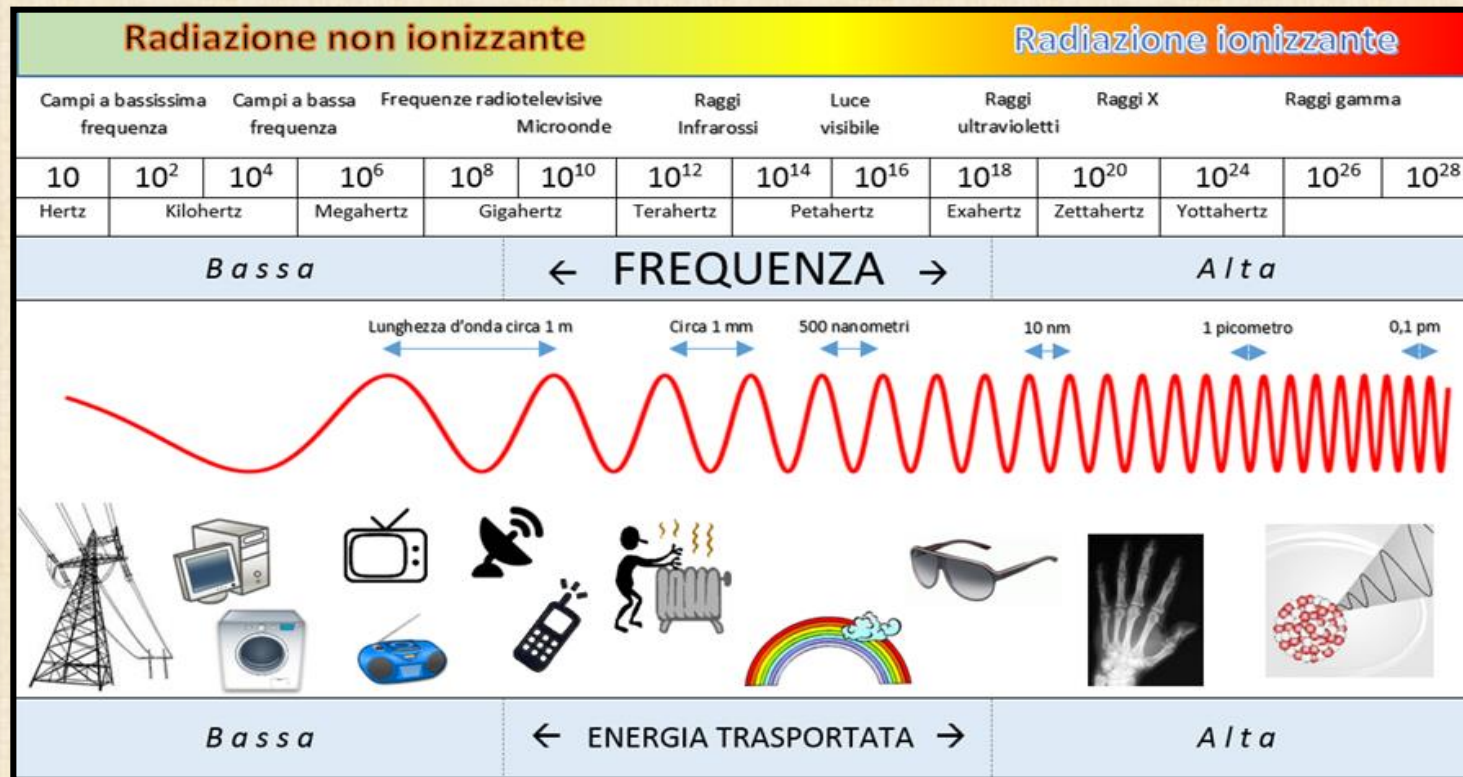 Radiazione non ionizzante Radiazione ionizzante
Campi a bassissima frequenza Campi a bassa frequenza Frequenze radiotelevisive Microonde Raggi Infrarossi Luce visibile Raggi ultravioletti Raggi X Raggi gamma
10 10² 10⁴ 10⁶ 10⁸ 10¹⁰ 10¹² 10¹⁴ 10¹⁶ 10¹⁸ 10²⁰ 10²⁴ 10²⁶ 10²⁸
Hertz Kilohertz Megahertz Gigahertz Terahertz Petahertz Exahertz Zettahertz Yottahertz
Bassa ← FREQUENZA → Alta
Lunghezza d'onda circa 1 m Circa 1 mm 500 nanometri 10 nm 1 picometro 0,1 pm
Bassa ← ENERGIA TRASPORTATA → Alta